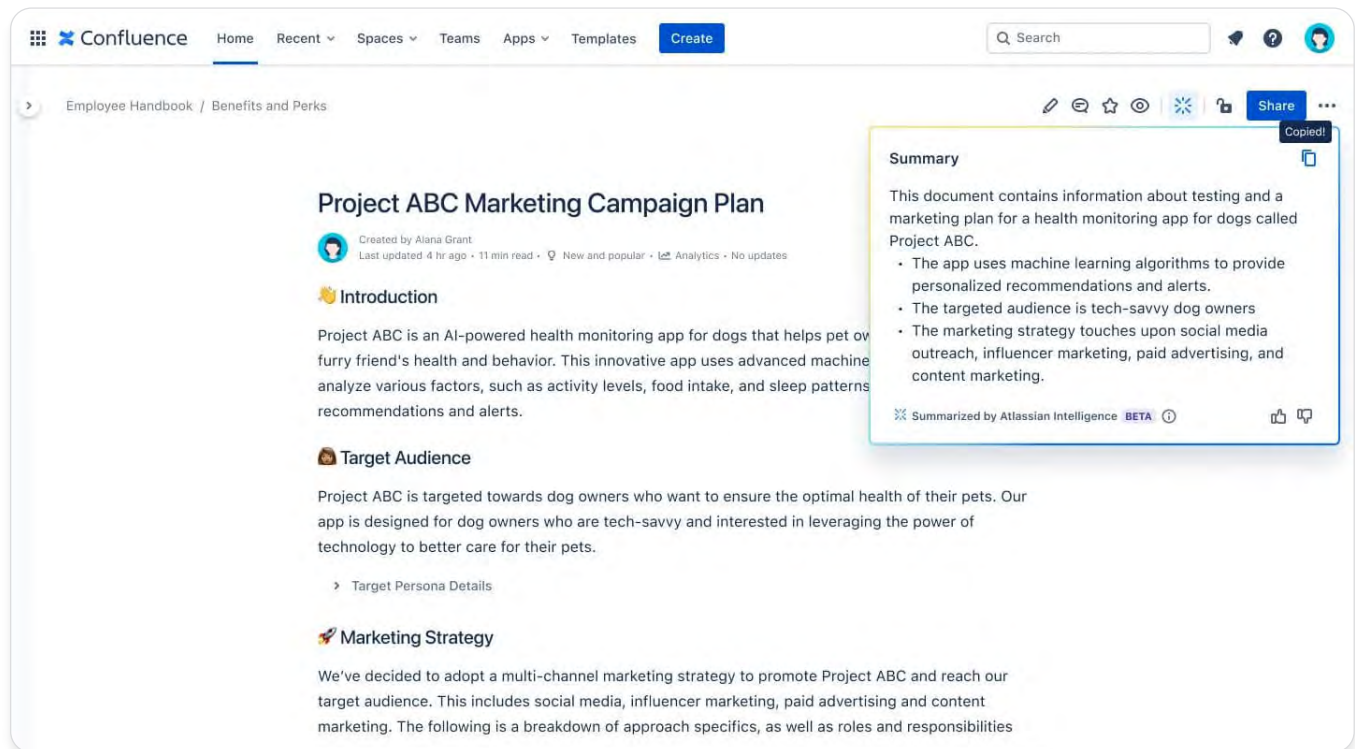 Confluence Home Recent Spaces Teams Apps Templates Create Search
Employee Handbook / Benefits and Perks
Share
Copied!
Project ABC Marketing Campaign Plan
Created by Alana Grant
Last updated 4 hr ago • 11 min read • New and popular • Analytics • No updates
👋 Introduction
Project ABC is an AI-powered health monitoring app for dogs that helps pet
furry friend's health and behavior. This innovative app uses advanced machine
analyze various factors, such as activity levels, food intake, and sleep patterns
recommendations and alerts.
Target Audience
Project ABC is targeted towards dog owners who want to ensure the optimal health of their pets. Our
app is designed for dog owners who are tech-savvy and interested in leveraging the power of
technology to better care for their pets.
Target Persona Details
🚀 Marketing Strategy
We've decided to adopt a multi-channel marketing strategy to promote Project ABC and reach our
target audience. This includes social media, influencer marketing, paid advertising and content
marketing. The following is a breakdown of approach specifics, as well as roles and responsibilities
Summary
This document contains information about testing and a
marketing plan for a health monitoring app for dogs called
Project ABC.
• The app uses machine learning algorithms to provide
personalized recommendations and alerts.
• The targeted audience is tech-savvy dog owners
• The marketing strategy touches upon social media
outreach, influencer marketing, paid advertising, and
content marketing.
Summarized by Atlassian Intelligence BETA